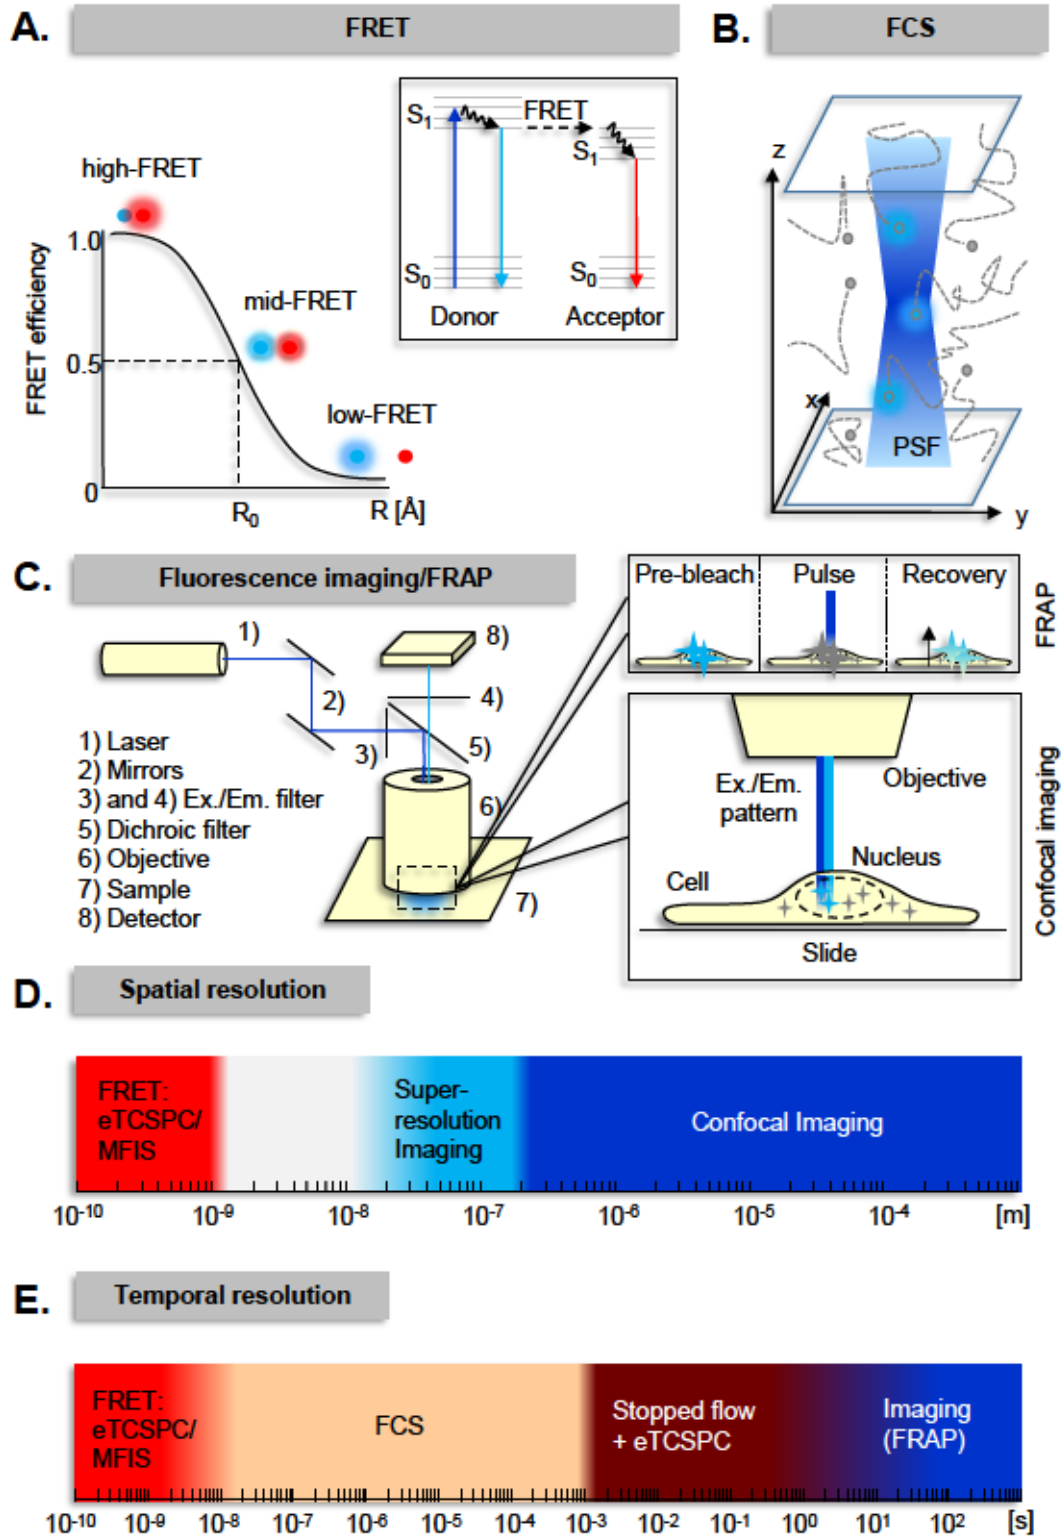 A.
FRET
B.
FCS
high-FRET
1.0
mid-FRET
0.5
low-FRET
0
FRET efficiency
R0
R [Å]
S1
FRET
S1
S0
S0
Donor
Acceptor
z
x
PSF
y
C.
Fluorescence imaging/FRAP
1)
8)
2)
4)
3)
5)
6)
7)
1) Laser
2) Mirrors
3) and 4) Ex./Em. filter
5) Dichroic filter
6) Objective
7) Sample
8) Detector
Pre-bleach
Pulse
Recovery
FRAP
Objective
Ex./Em.
pattern
Nucleus
Cell
Slide
Confocal imaging
D.
Spatial resolution
FRET:
eTCSPC/
MFIS
Super-
resolution
Imaging
Confocal Imaging
10-10 10-9 10-8 10-7 10-6 10-5 10-4 [m]
E.
Temporal resolution
FRET:
eTCSPC/
MFIS
FCS
Stopped flow
+ eTCSPC
Imaging
(FRAP)
10-10 10-9 10-8 10-7 10-6 10-5 10-4 10-3 10-2 10-1 100 101 102 [s]